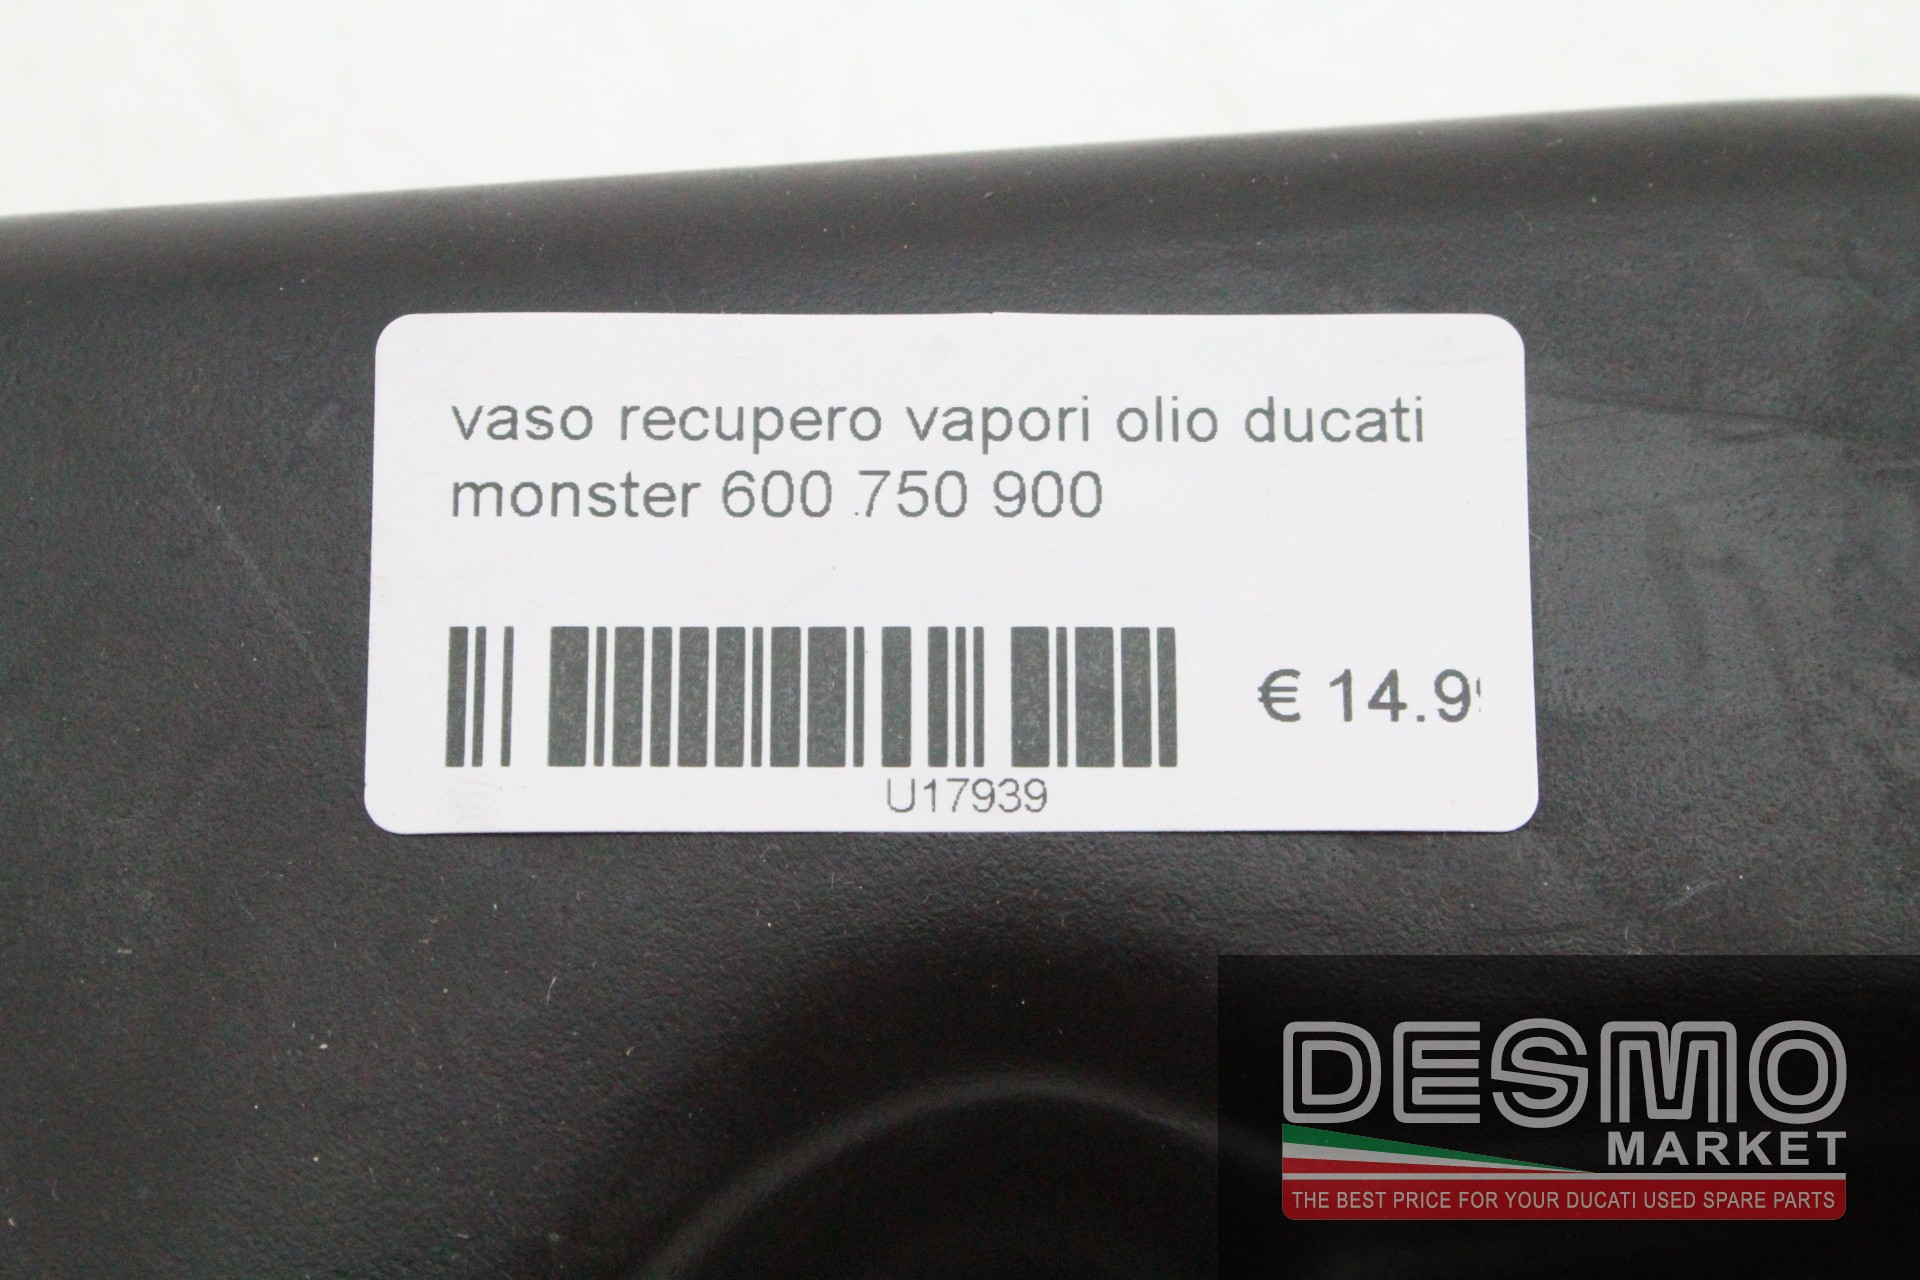 vaso recupero vapori olio ducati
monster 600 750 900
€ 14.9
U17939
DESMO
MARKET
THE BEST PRICE FOR YOUR DUCATI USED SPARE PARTS